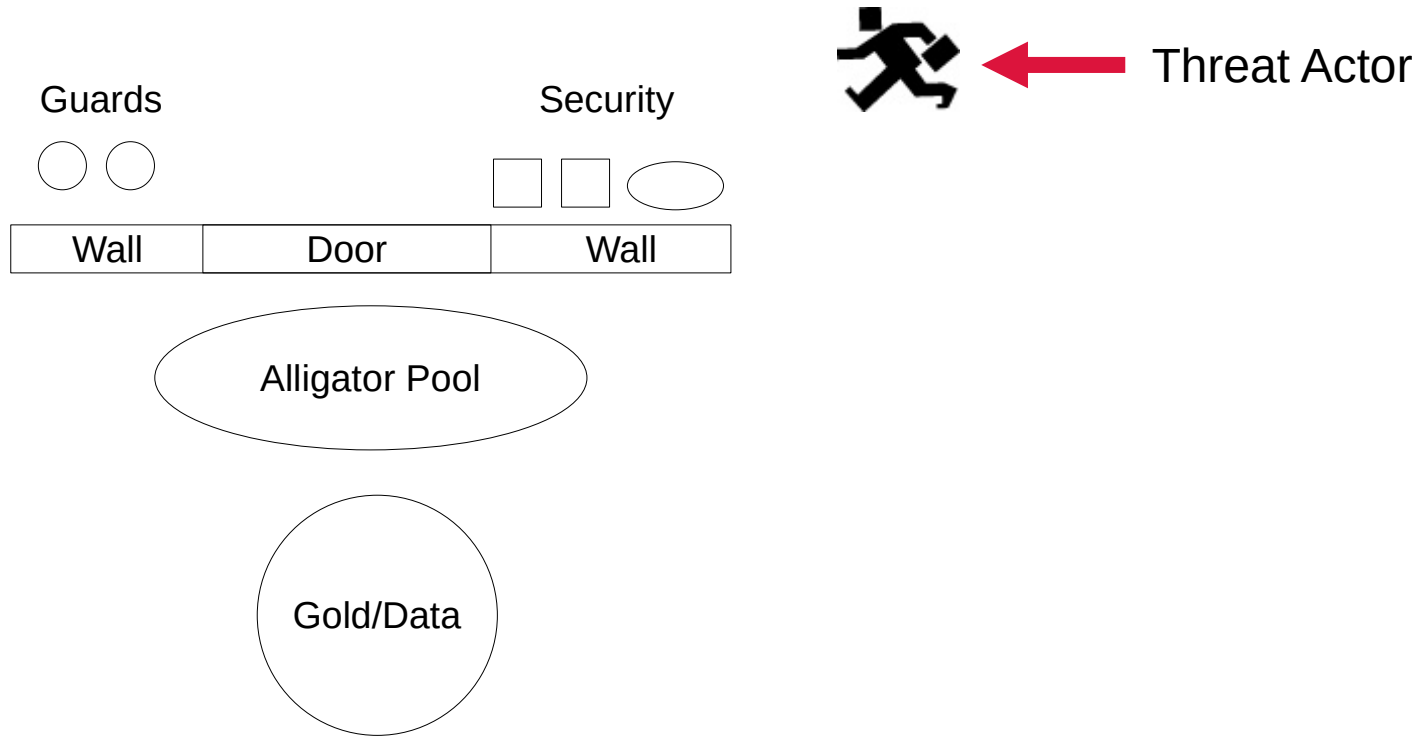 Threat Actor
Guards
Security
Wall
Door
Wall
Alligator Pool
Gold/Data